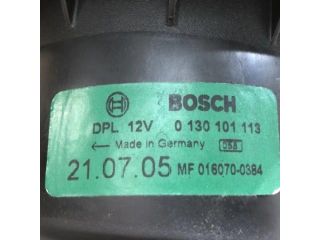 BOSCH
DPL 12V 0 130 101 113
← Made in Germany
21.07.05 MF 016070-0384